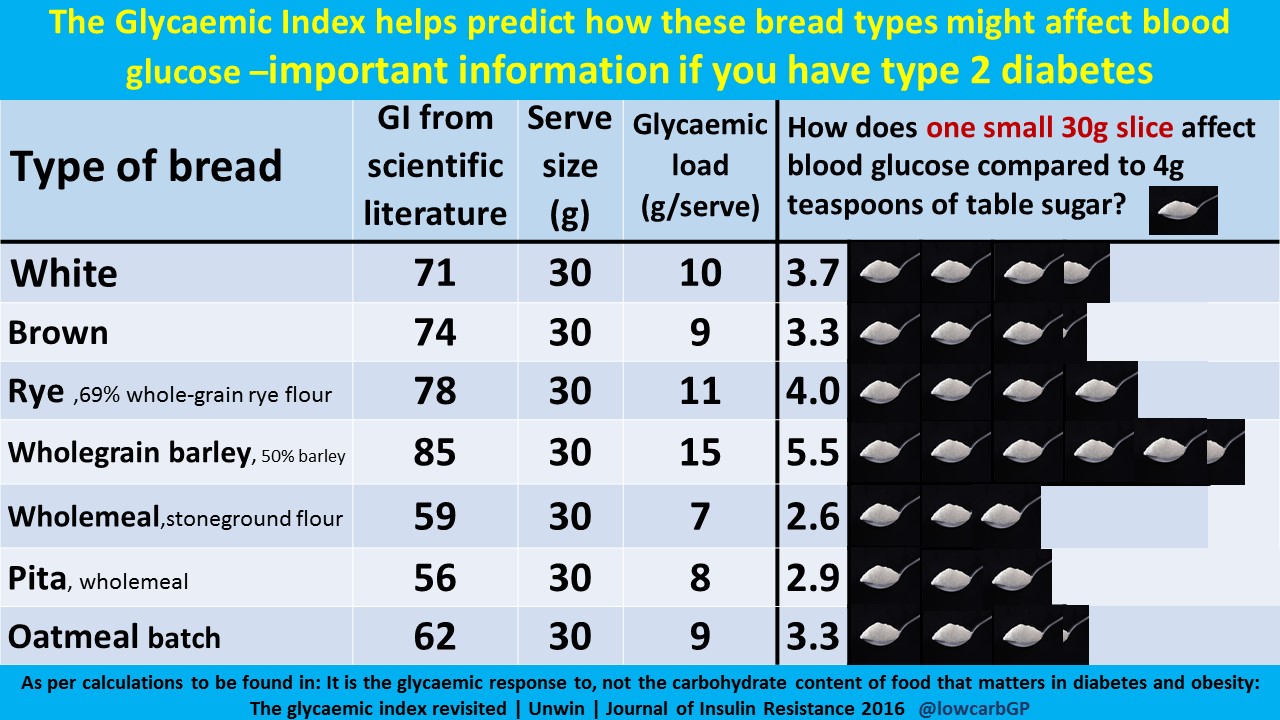 The Glycaemic Index helps predict how these bread types might affect blood
glucose –important information if you have type 2 diabetes
Type of bread
GI from
scientific
literature
Serve
size
(g)
Glycaemic
load
(g/serve)
How does one small 30g slice affect
blood glucose compared to 4g
teaspoons of table sugar?
White 71 30 10 3.7
Brown 74 30 9 3.3
Rye ,69% whole-grain rye flour 78 30 11 4.0
Wholegrain barley, 50% barley 85 30 15 5.5
Wholemeal,stoneground flour 59 30 7 2.6
Pita, wholemeal 56 30 8 2.9
Oatmeal batch 62 30 9 3.3
As per calculations to be found in: It is the glycaemic response to, not the carbohydrate content of food that matters in diabetes and obesity:
The glycaemic index revisited | Unwin | Journal of Insulin Resistance 2016 @lowcarbGP